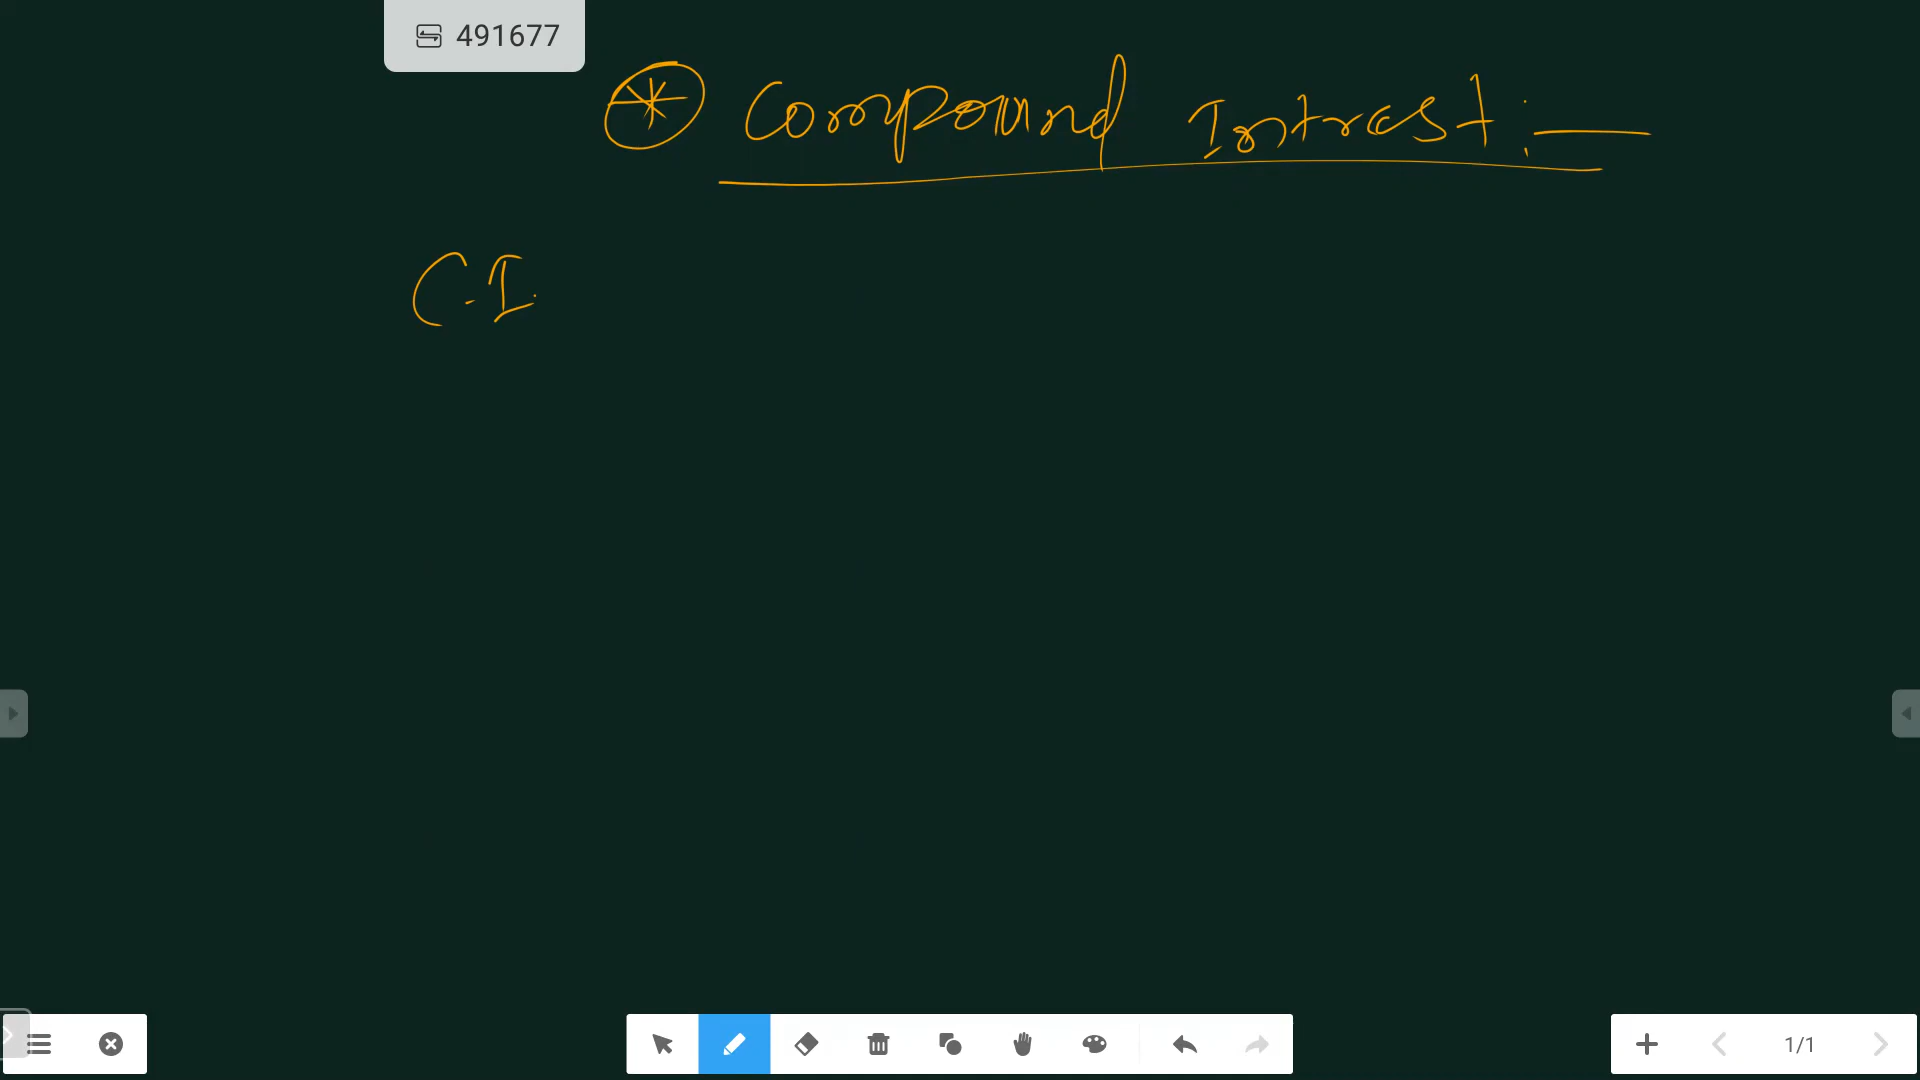 491677
* Compound Intrest :—
C.I.
1/1